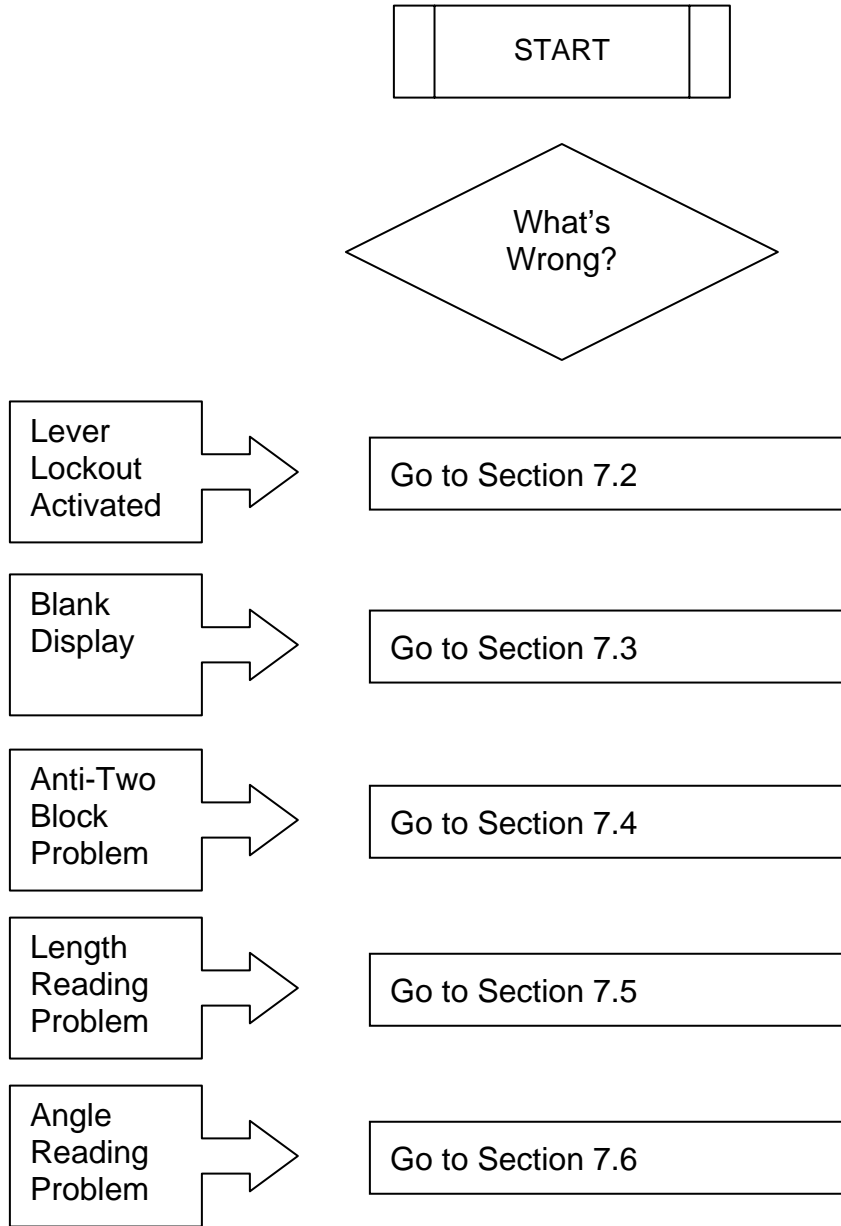 START
What’s
Wrong?
Lever
Lockout
Activated
Go to Section 7.2
Blank
Display
Go to Section 7.3
Anti-Two
Block
Problem
Go to Section 7.4
Length
Reading
Problem
Go to Section 7.5
Angle
Reading
Problem
Go to Section 7.6